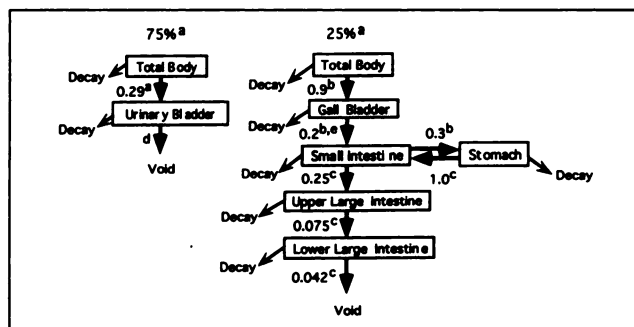 75%a
Total Body
Decay
0.29a
Urinary Bladder
Decay
d
Void
25%a
Total Body
Decay
0.9b
Gall Bladder
Decay
0.2b,e
0.3b
Small Intestine
Stomach
1.0c
Decay
Decay
0.25c
Upper Large Intestine
Decay
0.075c
Lower Large Intestine
Decay
0.042c
Void